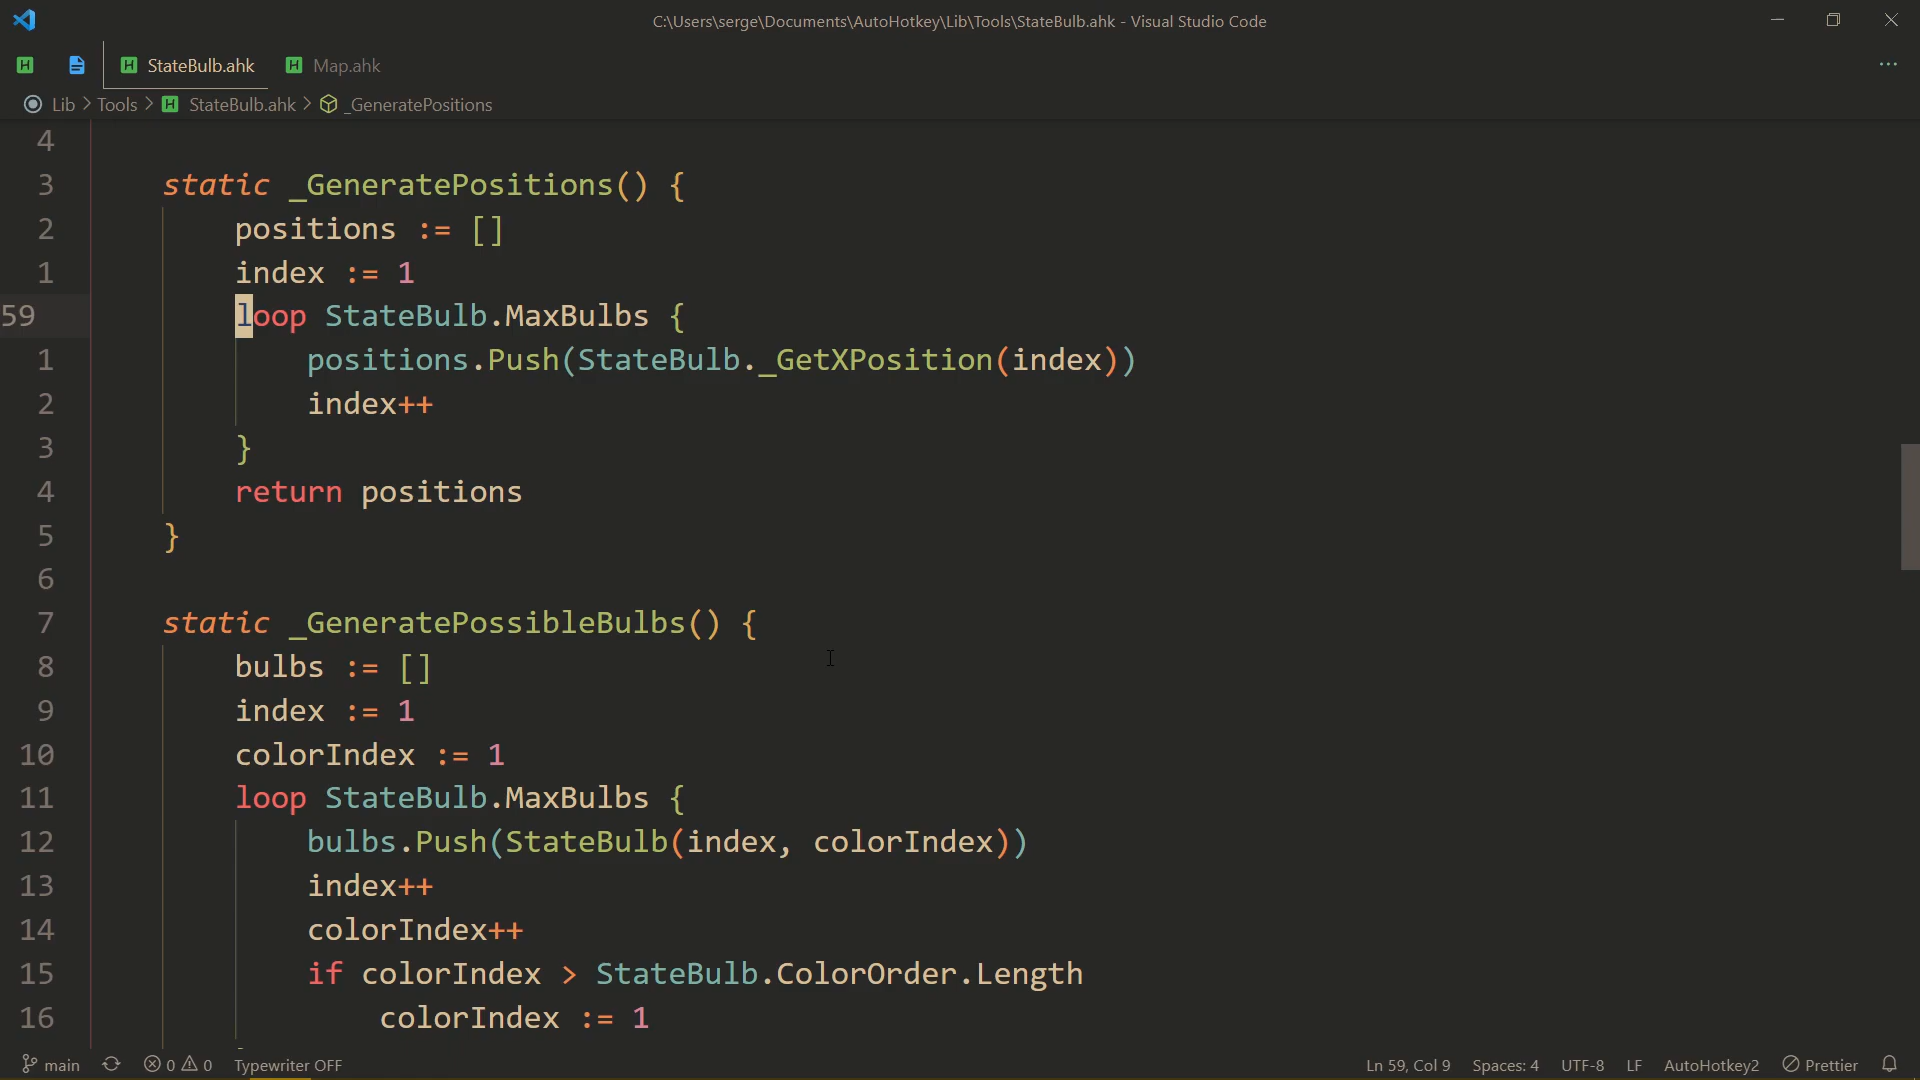 C:\Users\serge\Documents\AutoHotkey\Lib\Tools\StateBulb.ahk - Visual Studio Code
StateBulb.ahk Map.ahk ···
Lib > Tools > StateBulb.ahk > _GeneratePositions
4
3 static _GeneratePositions() {
2 positions := []
1 index := 1
59 loop StateBulb.MaxBulbs {
1 positions.Push(StateBulb._GetXPosition(index))
2 index++
3 }
4 return positions
5 }
6
7 static _GeneratePossibleBulbs() {
8 bulbs := []
9 index := 1
10 colorIndex := 1
11 loop StateBulb.MaxBulbs {
12 bulbs.Push(StateBulb(index, colorIndex))
13 index++
14 colorIndex++
15 if colorIndex > StateBulb.ColorOrder.Length
16 colorIndex := 1
main 0 0 Typewriter OFF Ln 59, Col 9 Spaces: 4 UTF-8 LF AutoHotkey2 Prettier